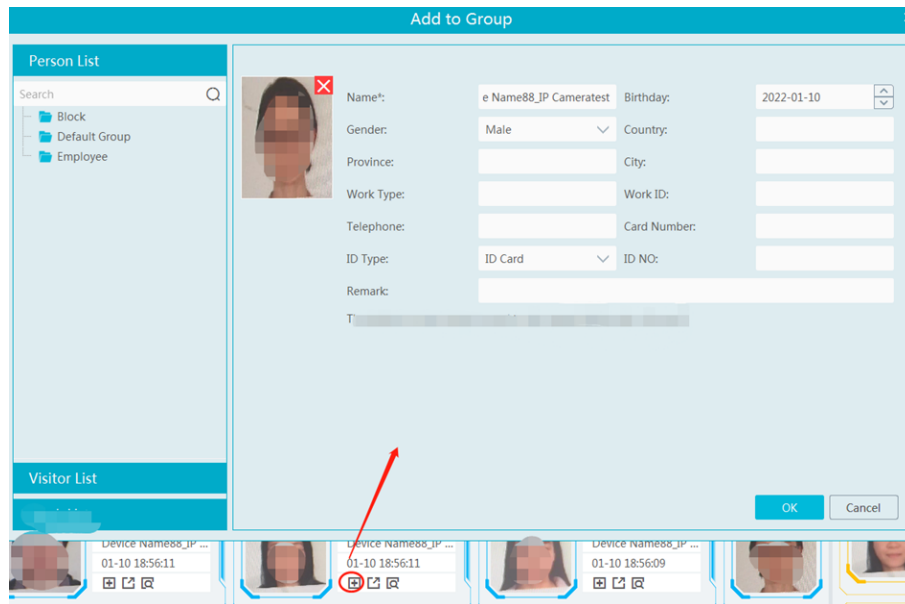 Add to Group
Person List
Search
Block
Default Group
Employee
Visitor List
Name*: e Name88_IP Cameratest Birthday: 2022-01-10
Gender: Male Country:
Province: City:
Work Type: Work ID:
Telephone: Card Number:
ID Type: ID Card ID NO:
Remark:
OK Cancel
Device Name88_IP ...
01-10 18:56:11
Device Name88_IP ...
01-10 18:56:11
Device Name88_IP ...
01-10 18:56:09